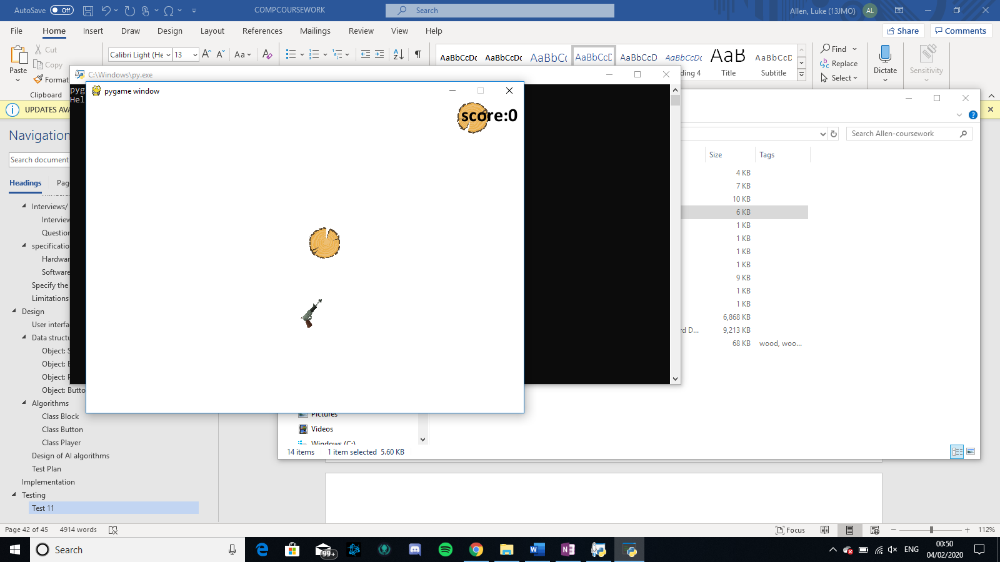 AutoSave Off
COMPCOURSEWORK
Search
Allen, Luke (13JMO) AL
File Home Insert Draw Design Layout References Mailings Review View Help
Share Comments
Paste
Cut
Copy
Format
Clipboard
Calibri Light (He 13
Aa
AaBbCcDc AaBbCcDc AaBbCc AaBbCcD AaBbCcD AaBbCcDc AaB AaBbCcD
ding 4 Title Subtitle
Find
Replace
Select
Dictate
Sensitivity
C:\Windows\py.exe
pyg
Hel
pygame window
score:0
UPDATES AVA
Navigation
Search document
Headings Pag
Interviews/
Interview
Question
specification
Hardwar
Software
Specify the
Limitations
Design
User interfa
Data structu
Object: S
Object: B
Object: P
Object: Butto
Algorithms
Class Block
Class Button
Class Player
Design of AI algorithms
Test Plan
Implementation
Testing
Test 11
Search Allen-coursework
Size Tags
4 KB
7 KB
10 KB
6 KB
1 KB
1 KB
1 KB
1 KB
9 KB
1 KB
1 KB
6,868 KB
rd D... 9,213 KB
68 KB wood, woo...
Pictures
Videos
Windows (C:)
14 items 1 item selected 5.60 KB
Page 42 of 45 4914 words
Focus
112%
Search
99+
ENG
00:50
04/02/2020